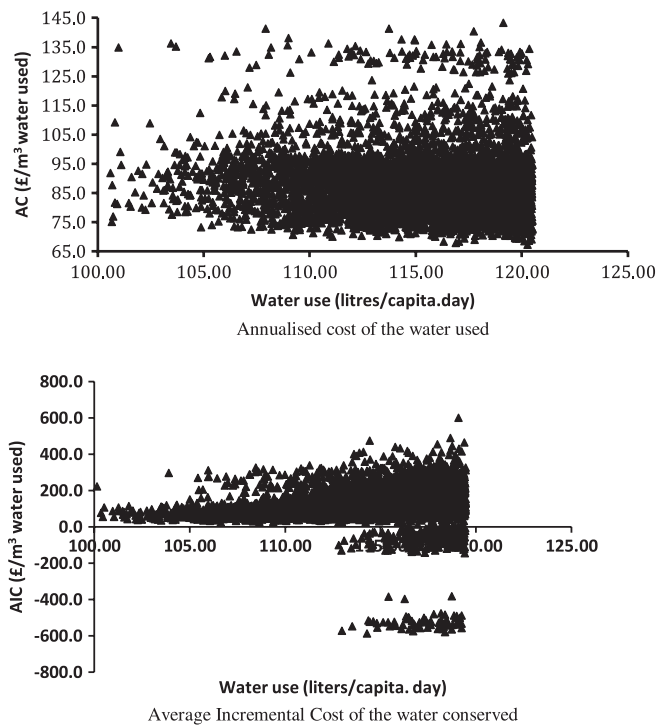 145.0
135.0
125.0
115.0
105.0
95.0
85.0
75.0
65.0
AC (£/m³ water used)
100.00 105.00 110.00 115.00 120.00 125.00
Water use (litres/capita.day)
Annualised cost of the water used
800.0
600.0
400.0
200.0
0.0
-200.0
-400.0
-600.0
-800.0
AIC (£/m³ water used)
100.00 105.00 110.00 125.00
Water use (liters/capita. day)
Average Incremental Cost of the water conserved